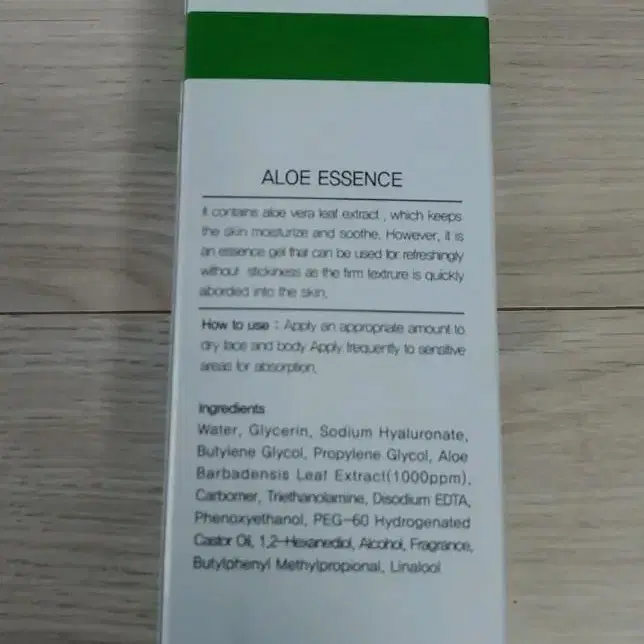 ALOE ESSENCE
It contains aloe vera leaf extract , which keeps
the skin moisturize and soothe. However, it is
an essence gel that can be used for refreshingly
without stickiness as the firm textrure is quickly
aborded into the skin.
How to use : Apply an appropriate amount to
dry face and body Apply frequently to sensitive
areas for absorption.
Ingredients
Water, Glycerin, Sodium Hyaluronate,
Butylene Glycol, Propylene Glycol, Aloe
Barbadensis Leaf Extract(1000ppm),
Carbomer, Triethanolamine, Disodium EDTA,
Phenoxyethanol, PEG-60 Hydrogenated
Castor Oil, 1,2-Hexanediol, Alcohol, Fragrance,
Butylphenyl Methylpropional, Linalool